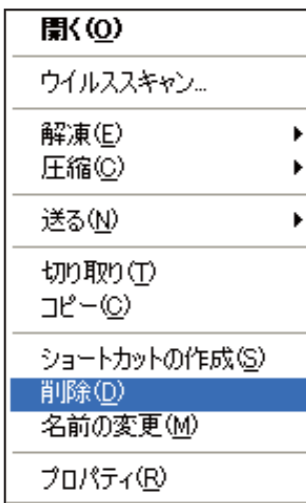 開く(O)
ウイルススキャン...
解凍(E)
圧縮(C)
送る(N)
切り取り(T)
コピー(C)
ショートカットの作成(S)
削除(D)
名前の変更(M)
プロパティ(R)